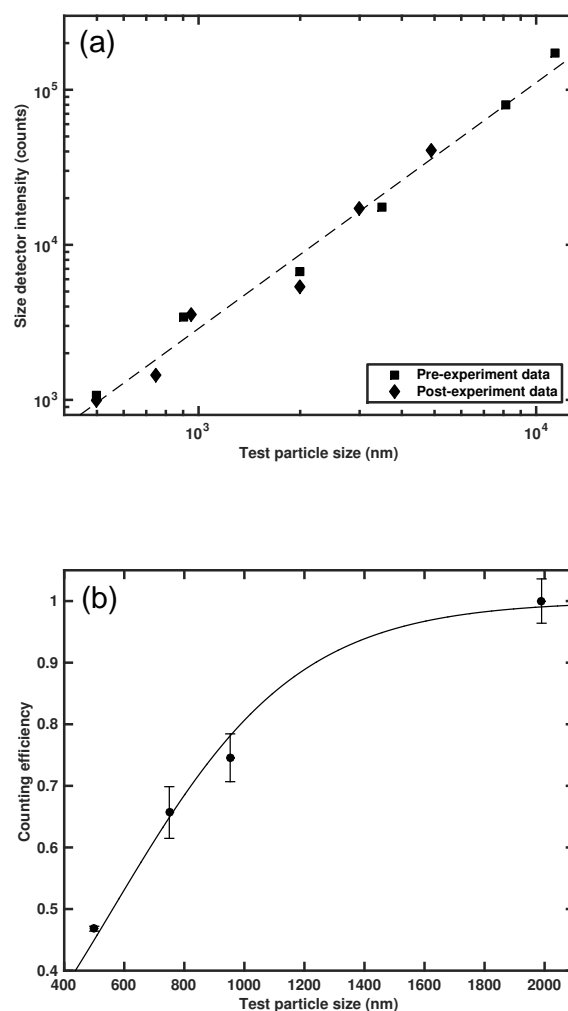 (a)
Size detector intensity (counts)
10^5
10^4
10^3
Pre-experiment data
Post-experiment data
10^3 10^4
Test particle size (nm)
(b)
Counting efficiency
1
0.9
0.8
0.7
0.6
0.5
0.4
400 600 800 1000 1200 1400 1600 1800 2000
Test particle size (nm)